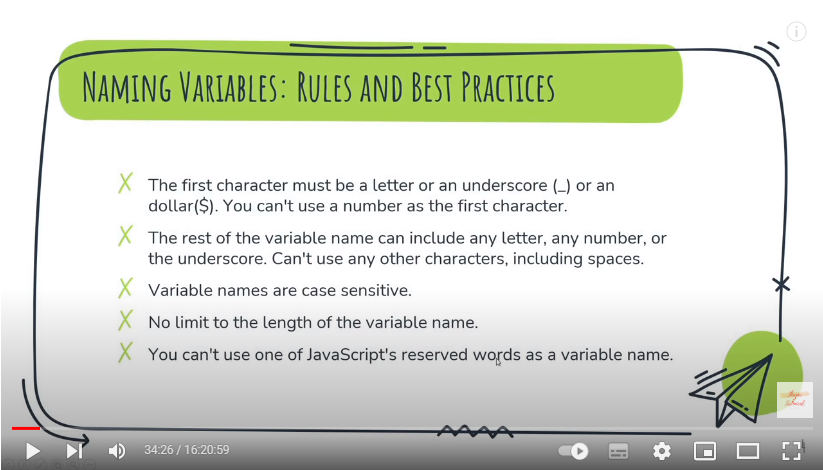 Naming Variables: Rules and Best Practices
The first character must be a letter or an underscore (_) or an
dollar($). You can't use a number as the first character.
The rest of the variable name can include any letter, any number, or
the underscore. Can't use any other characters, including spaces.
Variable names are case sensitive.
No limit to the length of the variable name.
You can't use one of JavaScript's reserved words as a variable name.
34:26 / 16:20:59